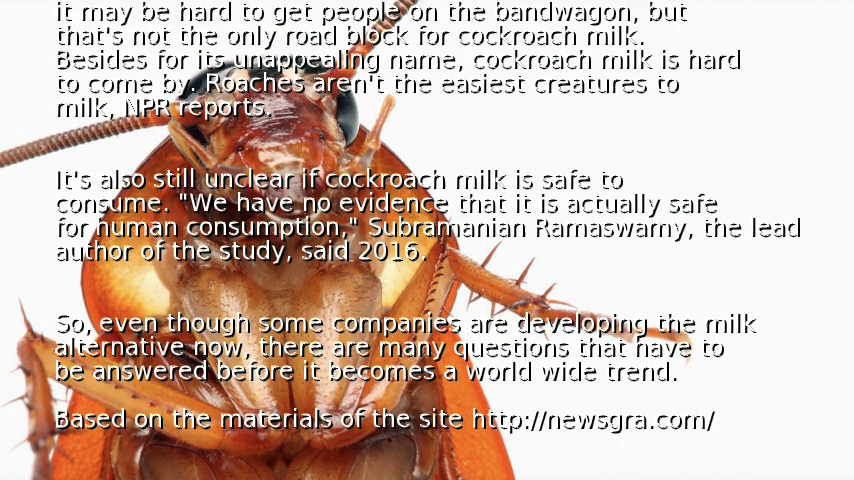 it may be hard to get people on the bandwagon, but
that's not the only road block for cockroach milk.
Besides for its unappealing name, cockroach milk is hard
to come by. Roaches aren't the easiest creatures to
milk, NPR reports.
It's also still unclear if cockroach milk is safe to
consume. "We have no evidence that it is actually safe
for human consumption," Subramanian Ramaswamy, the lead
author of the study, said 2016.
So, even though some companies are developing the milk
alternative now, there are many questions that have to
be answered before it becomes a world wide trend.
Based on the materials of the site http://newsgra.com/